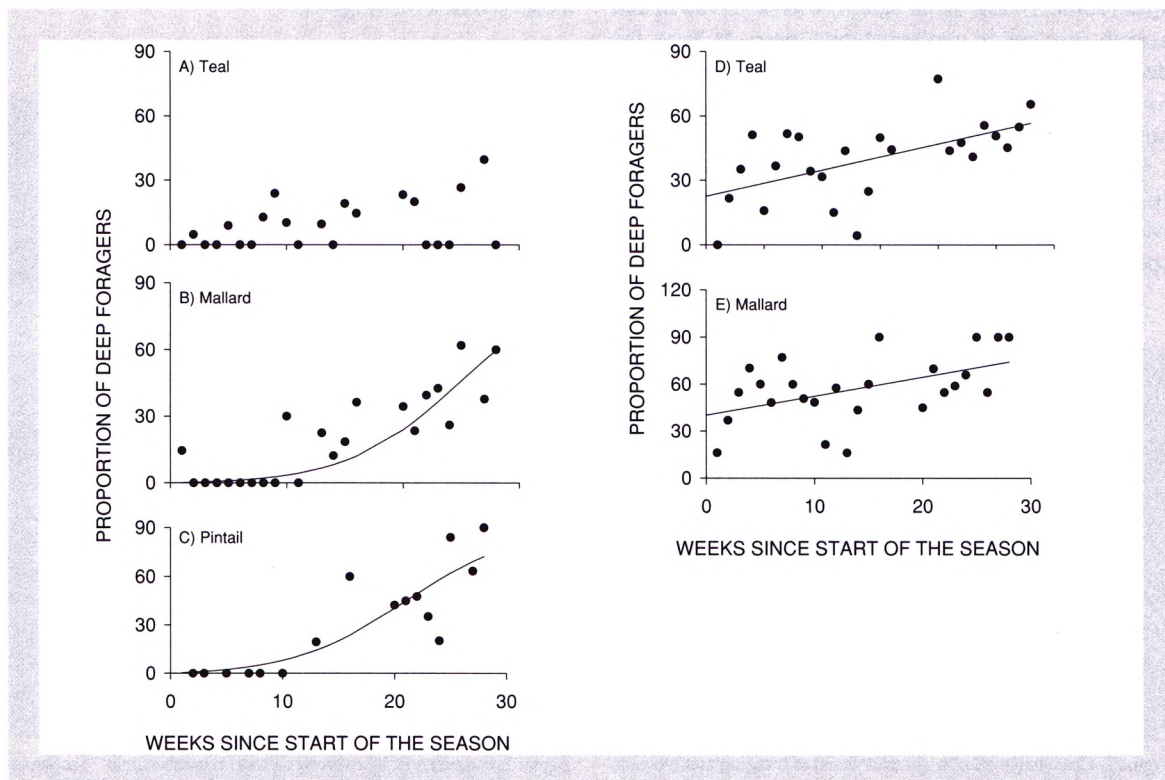 PROPORTION OF DEEP FORAGERS
A) Teal
90
60
30
0
B) Mallard
90
60
30
0
C) Pintail
90
60
30
0
0 10 20 30
WEEKS SINCE START OF THE SEASON
PROPORTION OF DEEP FORAGERS
D) Teal
90
60
30
0
E) Mallard
120
90
60
30
0
0 10 20 30
WEEKS SINCE START OF THE SEASON